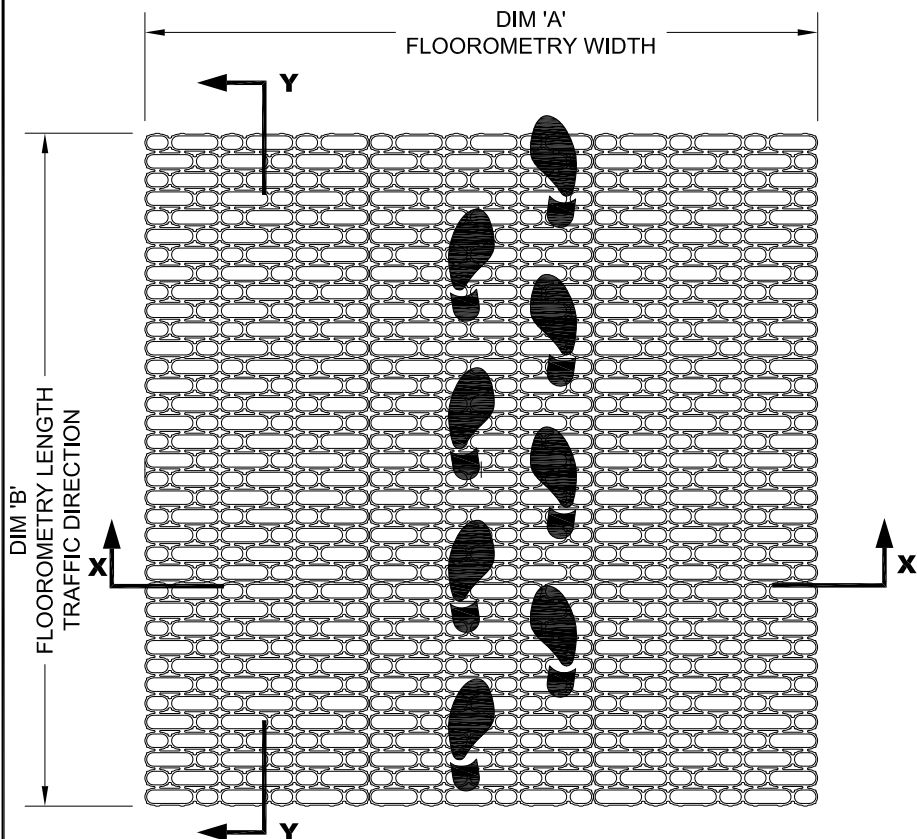 DIM 'A'
FLOOROMETRY WIDTH
Y
DIM 'B'
FLOOROMETRY LENGTH
TRAFFIC DIRECTION
X
X
Y